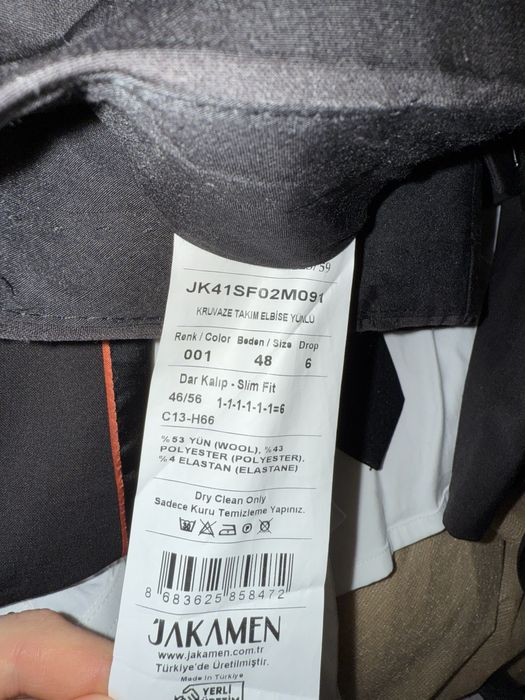 JK41SF02M091
KRUVAZE TAKIM ELBİSE YÜNLÜ
Renk / Color Beden / Size Drop
001 48 6
Dar Kalıp - Slim Fit
46/56 1-1-1-1-1-1=6
C13-H66
%53 YÜN (WOOL), %43
POLYESTER (POLYESTER),
%4 ELASTAN (ELASTANE)
Dry Clean Only
Sadece Kuru Temizleme Yapınız.
8 683625 858472
JAKAMEN
www.jakamen.com.tr
Türkiye'de Üretilmiştir.
Made in Turkiye
YERLİ
ÜRETİM